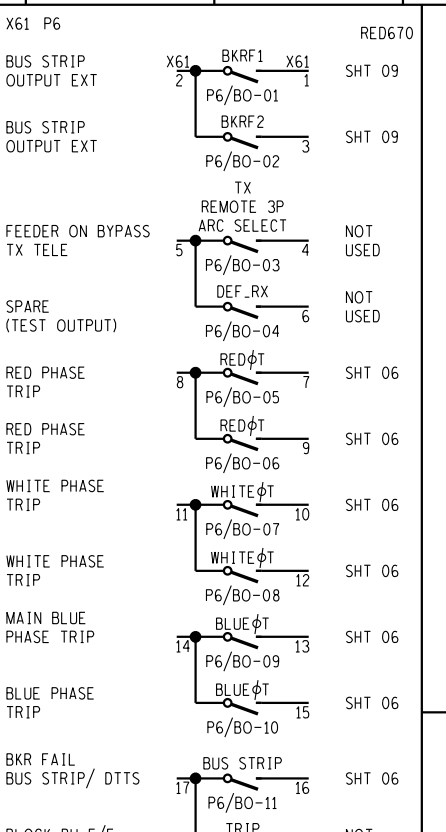 X61 P6
RED670
BUS STRIP
OUTPUT EXT
X61
2
BKRF1
P6/BO-01
X61
1
SHT 09
BUS STRIP
OUTPUT EXT
BKRF2
P6/BO-02
3
SHT 09
FEEDER ON BYPASS
TX TELE
5
TX
REMOTE 3P
ARC SELECT
P6/BO-03
4
NOT
USED
SPARE
(TEST OUTPUT)
DEF_RX
P6/BO-04
6
NOT
USED
RED PHASE
TRIP
8
REDϕT
P6/BO-05
7
SHT 06
RED PHASE
TRIP
REDϕT
P6/BO-06
9
SHT 06
WHITE PHASE
TRIP
11
WHITEϕT
P6/BO-07
10
SHT 06
WHITE PHASE
TRIP
WHITEϕT
P6/BO-08
12
SHT 06
MAIN BLUE
PHASE TRIP
14
BLUEϕT
P6/BO-09
13
SHT 06
BLUE PHASE
TRIP
BLUEϕT
P6/BO-10
15
SHT 06
BKR FAIL
BUS STRIP/ DTTS
17
BUS STRIP
P6/BO-11
16
SHT 06
TRIP
NOT